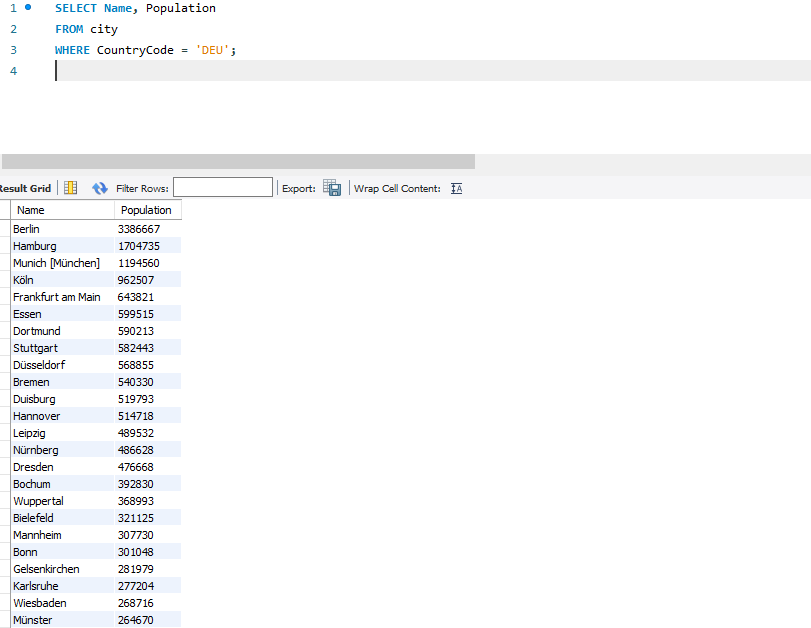 1 SELECT Name, Population
2 FROM city
3 WHERE CountryCode = 'DEU';
4
Result Grid Filter Rows: Export: Wrap Cell Content:
Name Population
Berlin 3386667
Hamburg 1704735
Munich [München] 1194560
Köln 962507
Frankfurt am Main 643821
Essen 599515
Dortmund 590213
Stuttgart 582443
Düsseldorf 568855
Bremen 540330
Duisburg 519793
Hannover 514718
Leipzig 489532
Nürnberg 486628
Dresden 476668
Bochum 392830
Wuppertal 368993
Bielefeld 321125
Mannheim 307730
Bonn 301048
Gelsenkirchen 281979
Karlsruhe 277204
Wiesbaden 268716
Münster 264670